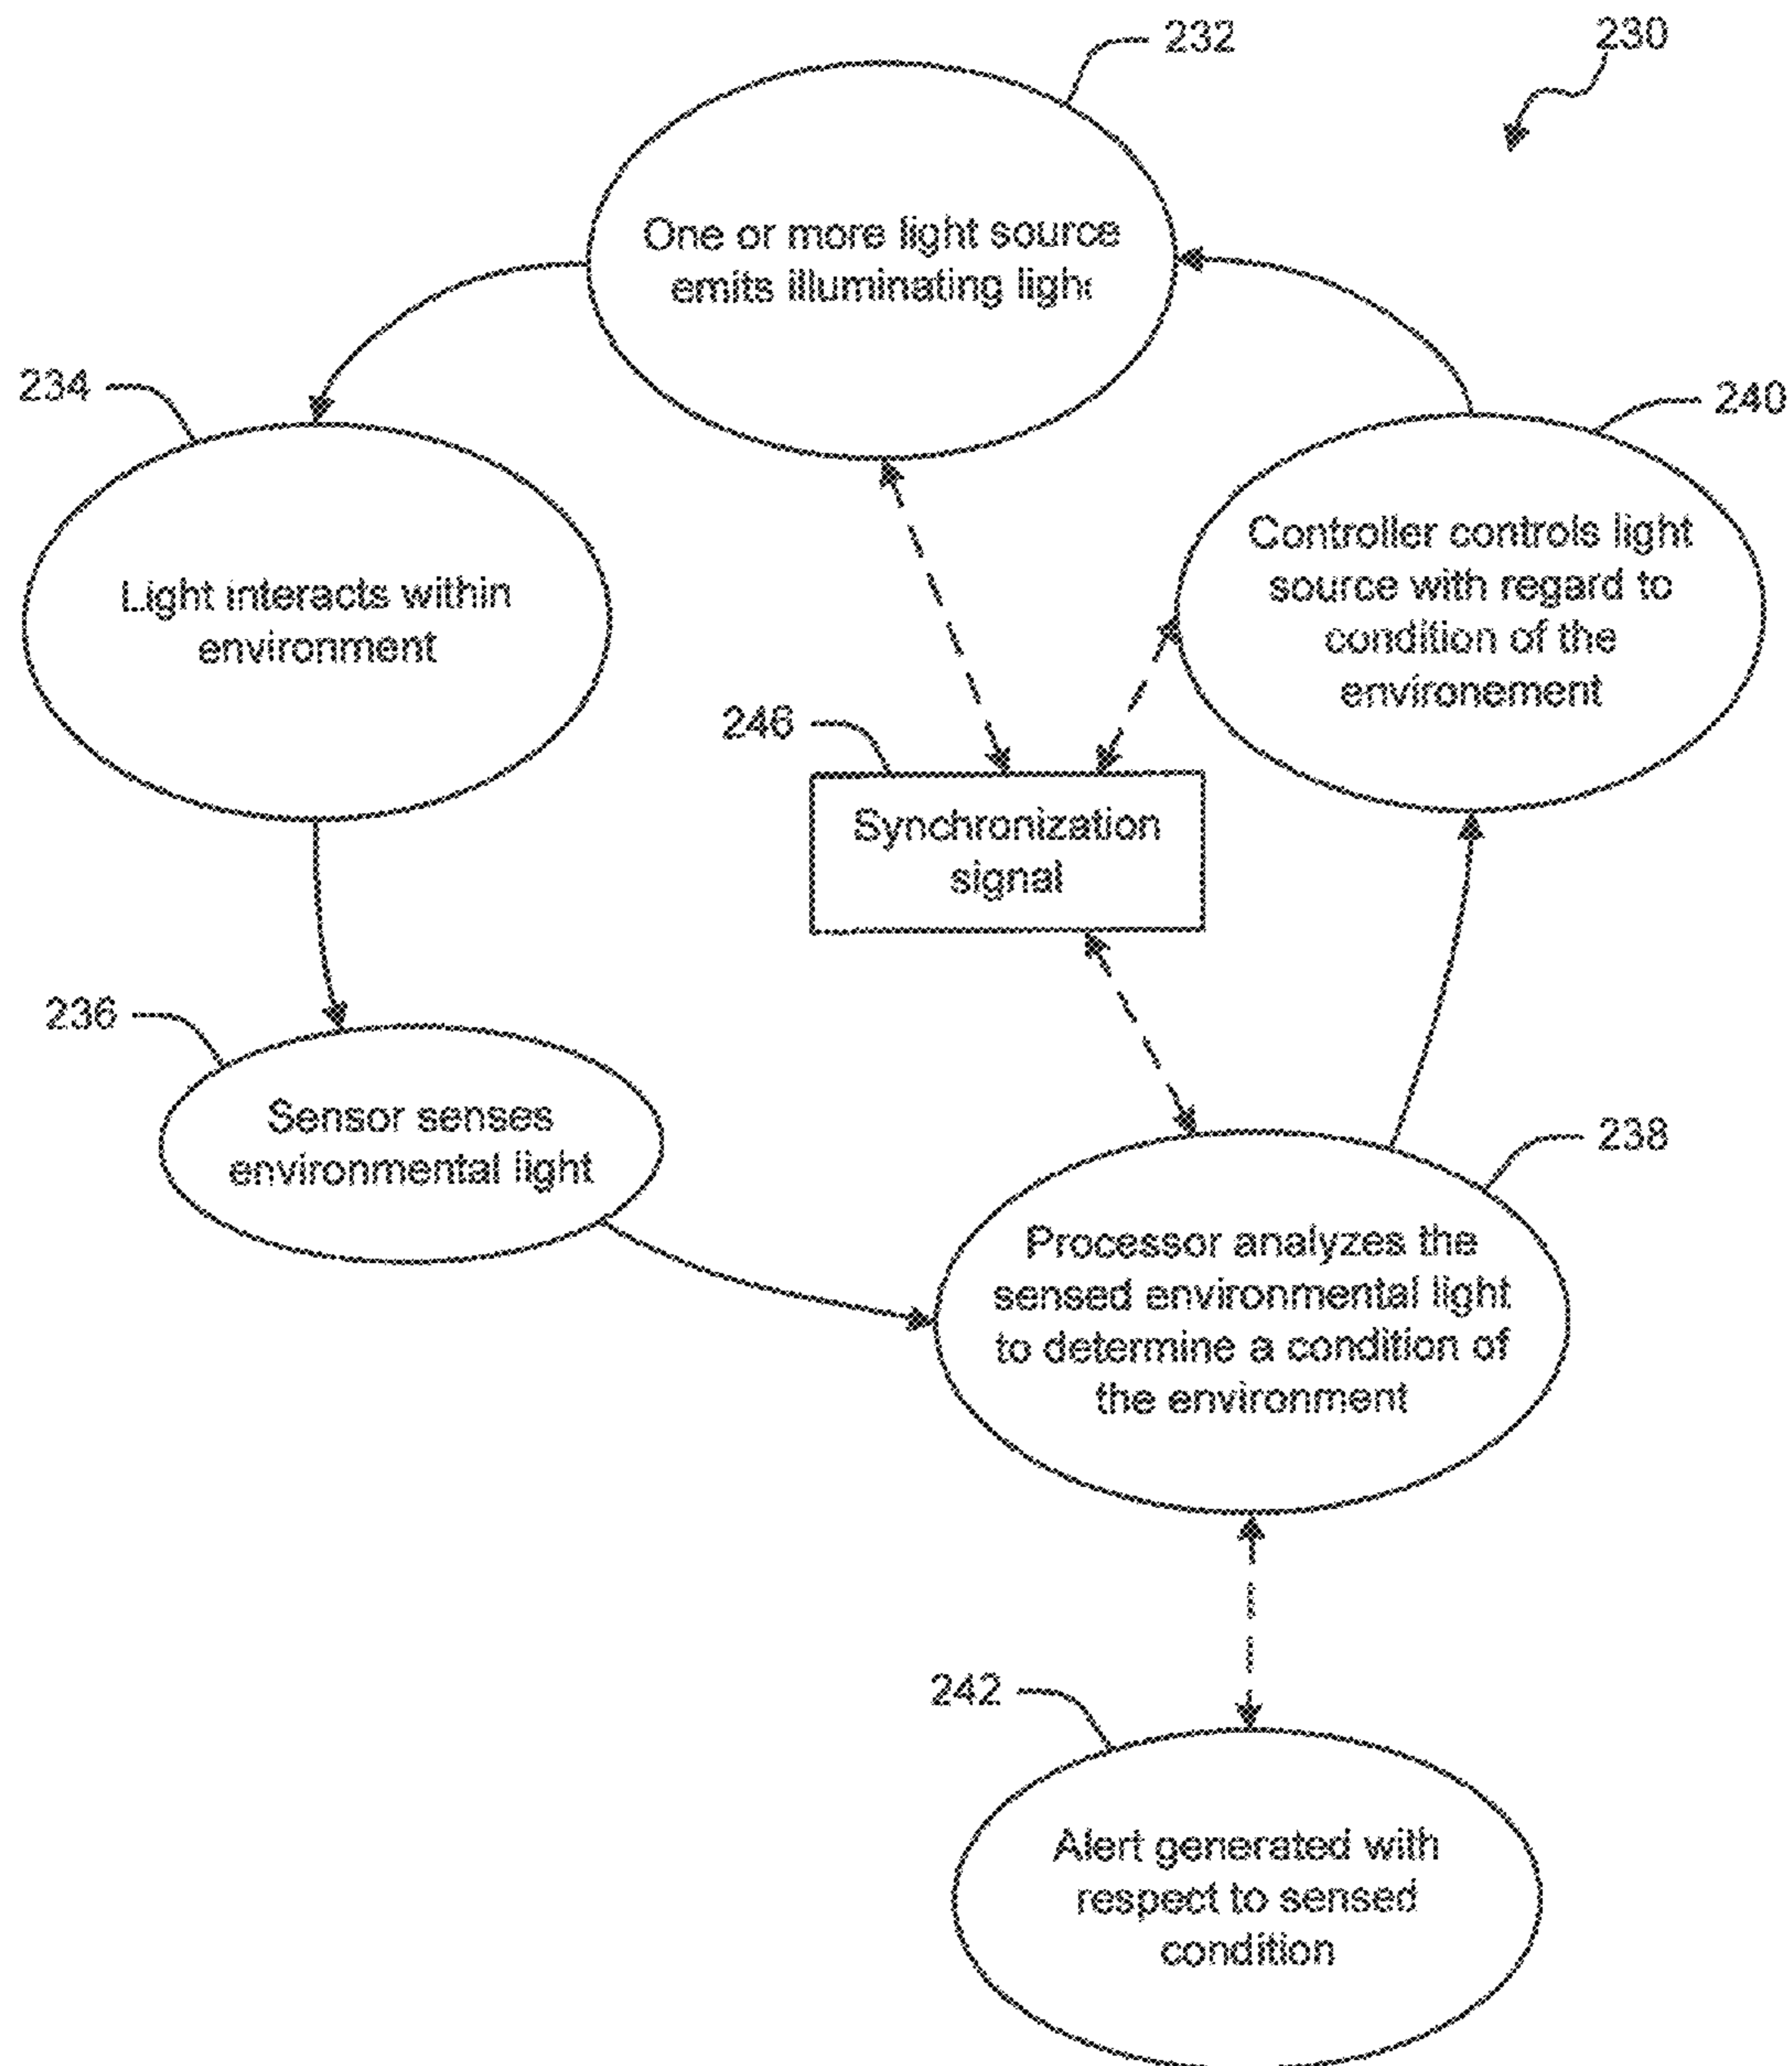 232
230
One or more light source
emits illuminating light
234
240
Light interacts within
environment
Controller controls light
source with regard to
condition of the
environement
246
Synchronization
signal
236
Sensor senses
environmental light
238
Processor analyzes the
sensed environmental light
to determine a condition of
the environment
242
Alert generated with
respect to sensed
condition